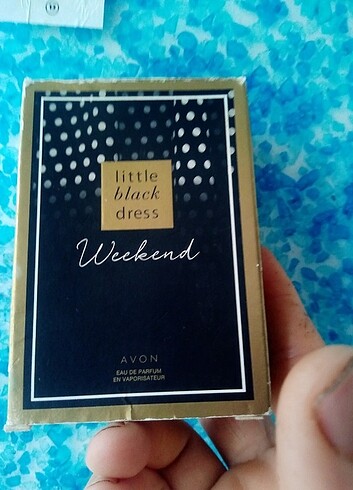 little
black
dress
Weekend
AVON
EAU DE PARFUM
EN VAPORISATEUR